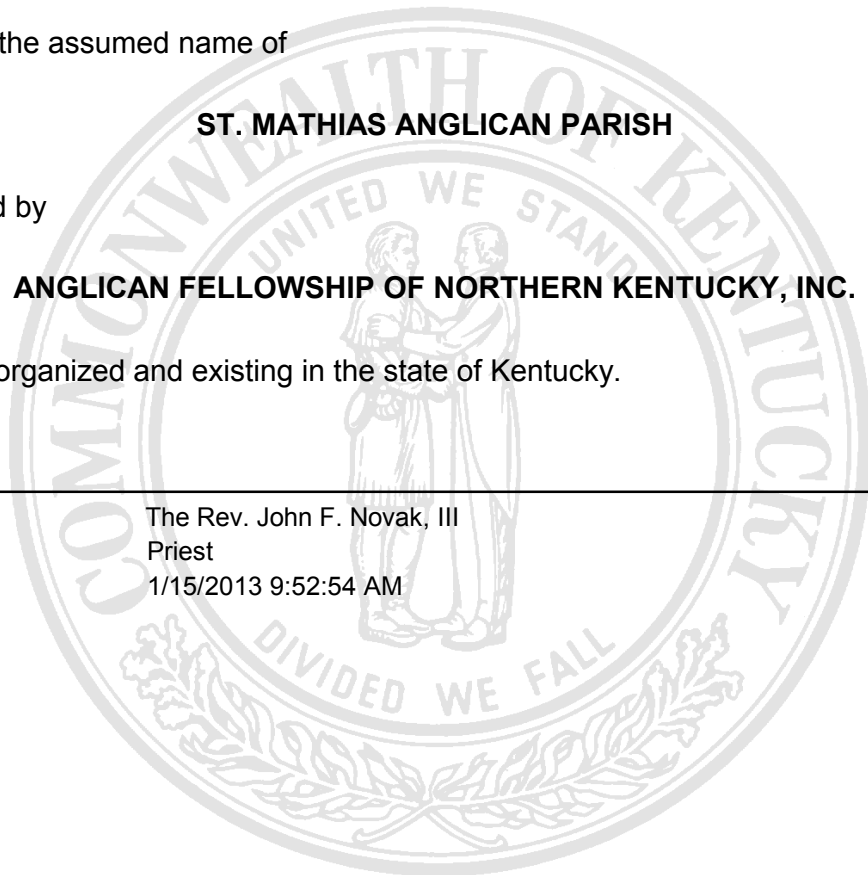 the assumed name of
ST. MATHIAS ANGLICAN PARISH
d by
ANGLICAN FELLOWSHIP OF NORTHERN KENTUCKY, INC.
organized and existing in the state of Kentucky.
The Rev. John F. Novak, III
Priest
1/15/2013 9:52:54 AM
COMMONWEALTH OF KENTUCKY
UNITED WE STAND
DIVIDED WE FALL